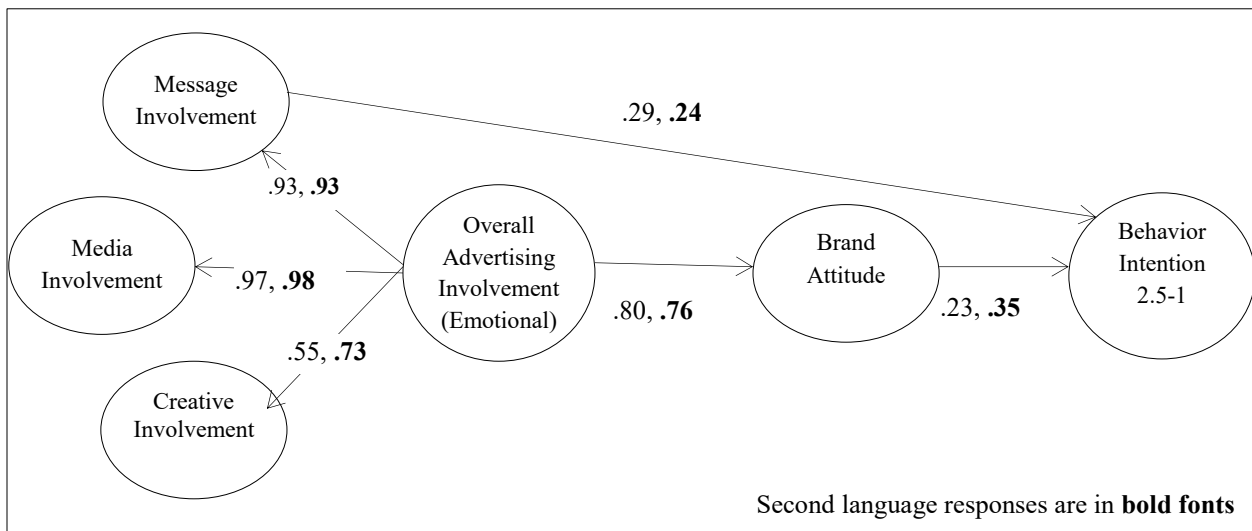 Message
Involvement
.29, .24
.93, .93
Media
Involvement
.97, .98
Overall
Advertising
Involvement
(Emotional)
.80, .76
Brand
Attitude
.23, .35
Behavior
Intention
2.5-1
.55, .73
Creative
Involvement
Second language responses are in bold fonts